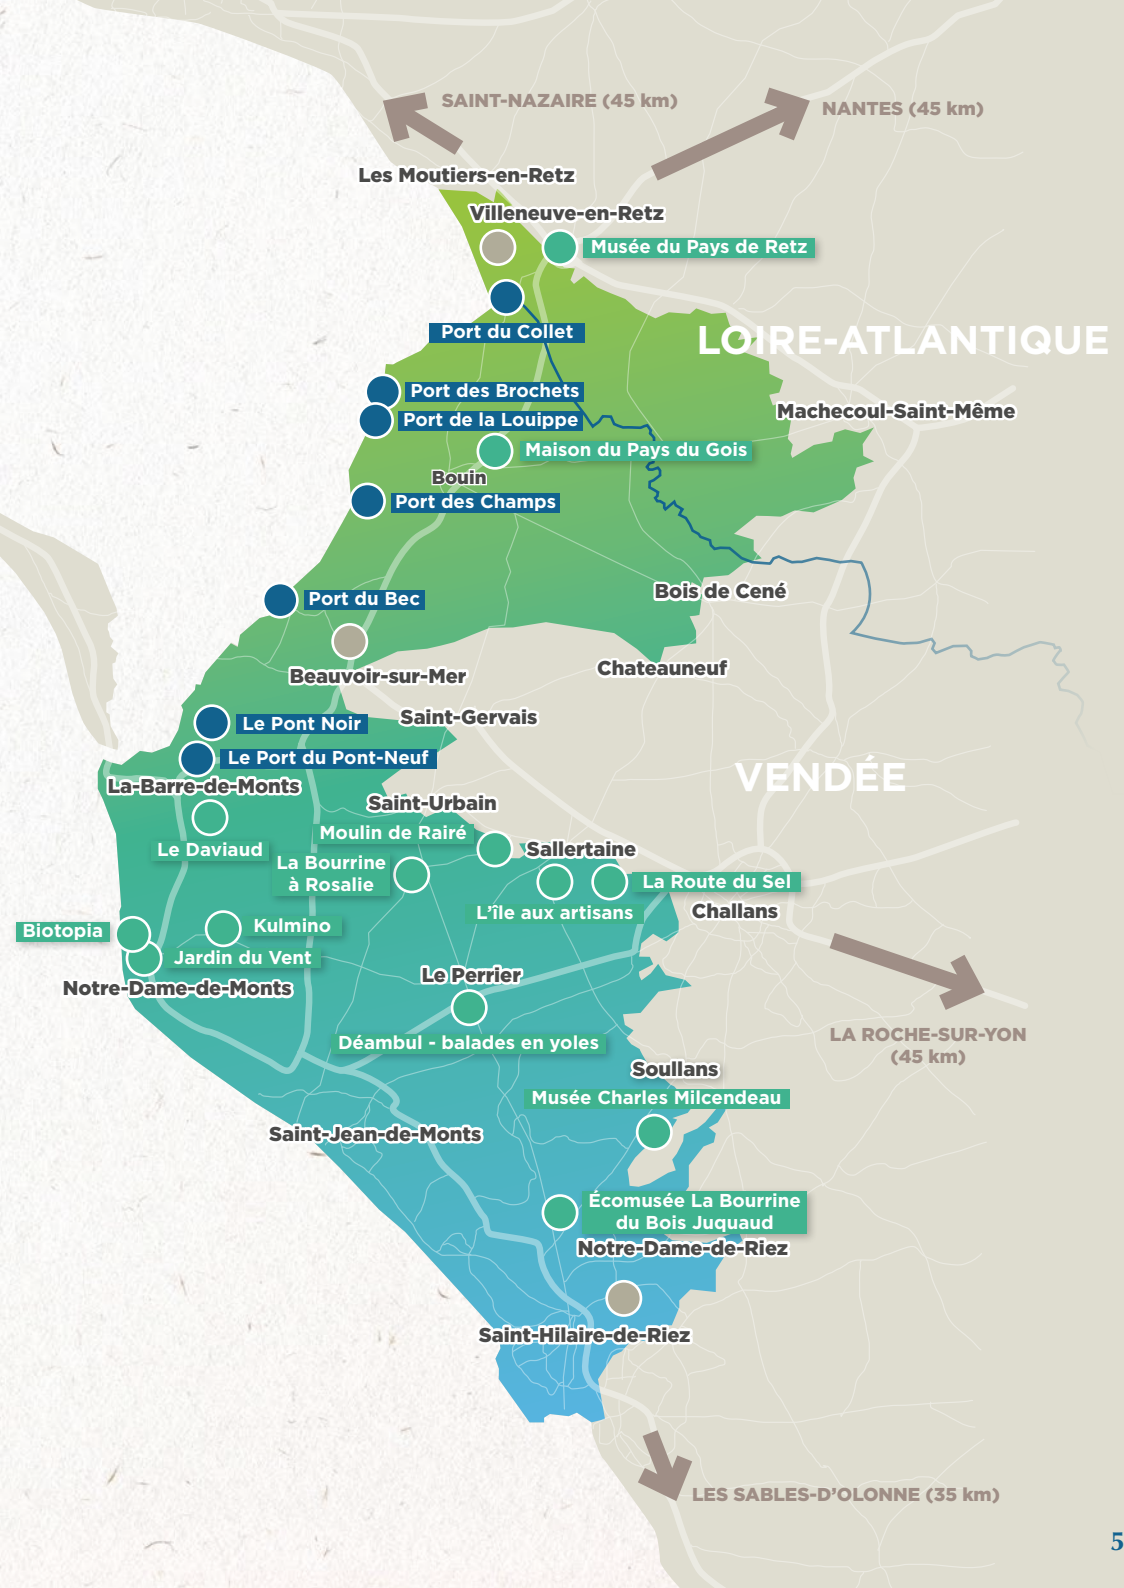 SAINT-NAZAIRE (45 km)
NANTES (45 km)
Les Moutiers-en-Retz
Villeneuve-en-Retz
Musée du Pays de Retz
Port du Collet
LOIRE-ATLANTIQUE
Port des Brochets
Machecoul-Saint-Même
Port de la Louippe
Maison du Pays du Gois
Bouin
Port des Champs
Bois de Cené
Port du Bec
Chateauneuf
Beauvoir-sur-Mer
Saint-Gervais
Le Pont Noir
Le Port du Pont-Neuf
VENDÉE
La-Barre-de-Monts
Saint-Urbain
Moulin de Rairé
Le Daviaud
Sallertaine
La Bourrine
à Rosalie
La Route du Sel
L'île aux artisans
Challans
Biotopia
Kulmino
Jardin du Vent
Le Perrier
Notre-Dame-de-Monts
LA ROCHE-SUR-YON
(45 km)
Déambul - balades en yoles
Soullans
Musée Charles Milcendeau
Saint-Jean-de-Monts
Écomusée La Bourrine
du Bois Juquaud
Notre-Dame-de-Riez
Saint-Hilaire-de-Riez
LES SABLES-D'OLONNE (35 km)
5